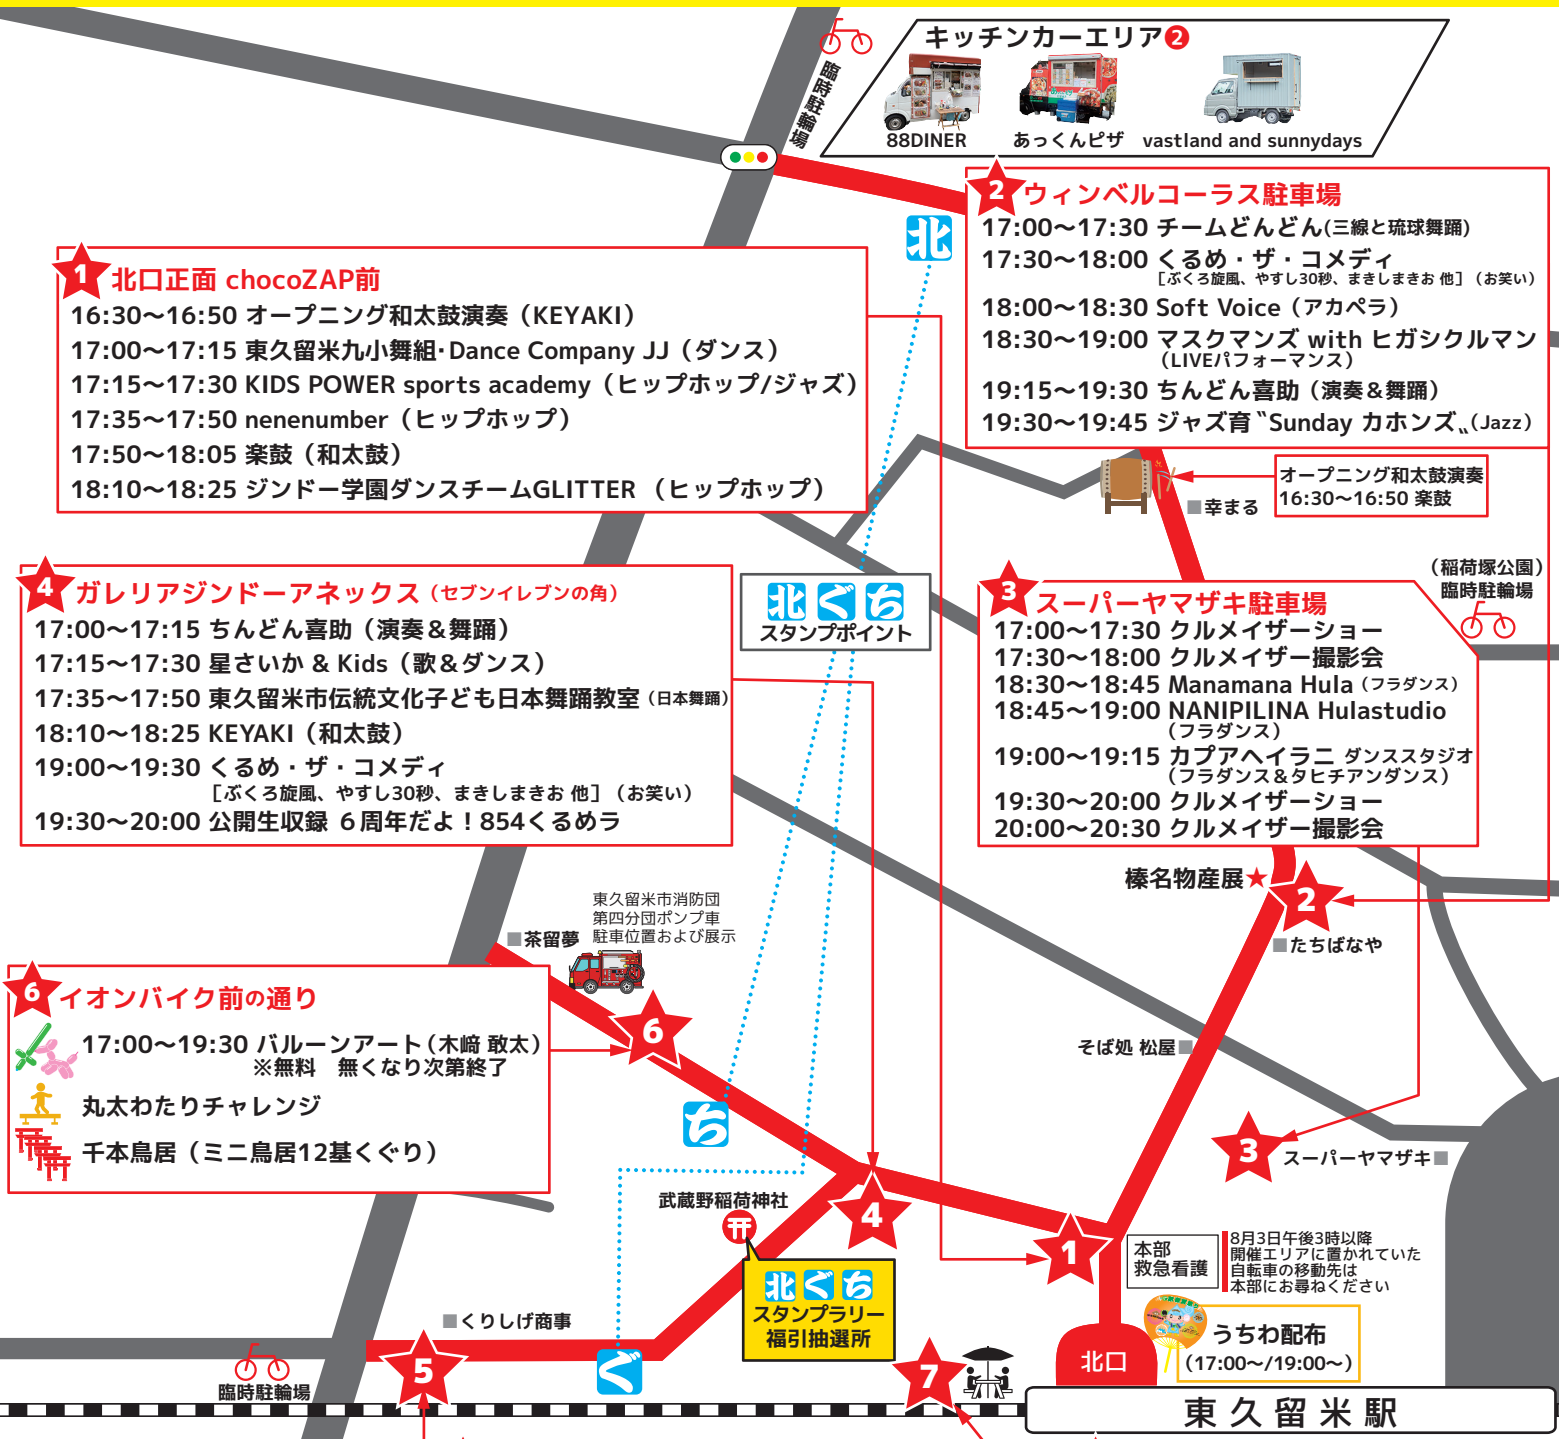 キッチンカーエリア❷
88DINER
あっくんピザ
vastland and sunnydays
臨時駐輪場
2 ウィンベルコーラス駐車場
17:00～17:30 チームどんどん(三線と琉球舞踊)
17:30～18:00 くるめ・ザ・コメディ
［ぶくろ旋風、やすし30秒、まきしまきお 他］（お笑い）
18:00～18:30 Soft Voice（アカペラ）
18:30～19:00 マスクマンズ with ヒガシクルマン
（LIVEパフォーマンス）
19:15～19:30 ちんどん喜助（演奏＆舞踊）
19:30～19:45 ジャズ育〝Sunday カホンズ〟(Jazz)
北
1 北口正面 chocoZAP前
16:30～16:50 オープニング和太鼓演奏（KEYAKI）
17:00～17:15 東久留米九小舞組･Dance Company JJ（ダンス）
17:15～17:30 KIDS POWER sports academy（ヒップホップ/ジャズ）
17:35～17:50 nenenumber（ヒップホップ）
17:50～18:05 楽鼓（和太鼓）
18:10～18:25 ジンドー学園ダンスチームGLITTER （ヒップホップ）
オープニング和太鼓演奏
16:30～16:50 楽鼓
■幸まる
4 ガレリアジンドーアネックス（セブンイレブンの角）
17:00～17:15 ちんどん喜助（演奏＆舞踊）
17:15～17:30 星さいか & Kids（歌＆ダンス）
17:35～17:50 東久留米市伝統文化子ども日本舞踊教室（日本舞踊）
18:10～18:25 KEYAKI（和太鼓）
19:00～19:30 くるめ・ザ・コメディ
［ぶくろ旋風、やすし30秒、まきしまきお 他］（お笑い）
19:30～20:00 公開生収録 ６周年だよ！854くるめラ
北ぐち
スタンプポイント
（稲荷塚公園）
臨時駐輪場
3 スーパーヤマザキ駐車場
17:00～17:30 クルメイザーショー
17:30～18:00 クルメイザー撮影会
18:30～18:45 Manamana Hula（フラダンス）
18:45～19:00 NANIPILINA Hulastudio
（フラダンス）
19:00～19:15 カプアヘイラニ ダンススタジオ
（フラダンス＆タヒチアンダンス）
19:30～20:00 クルメイザーショー
20:00～20:30 クルメイザー撮影会
榛名物産展★
2
■たちばなや
東久留米市消防団
第四分団ポンプ車
駐車位置および展示
■茶留夢
6 イオンバイク前の通り
17:00～19:30 バルーンアート（木﨑 敢太）
※無料　無くなり次第終了
丸太わたりチャレンジ
千本鳥居（ミニ鳥居12基くぐり）
6
そば処 松屋■
ち
3
スーパーヤマザキ■
武蔵野稲荷神社
4
1
本部
救急看護
8月3日午後3時以降
開催エリアに置かれていた
自転車の移動先は
本部にお尋ねください
北ぐち
スタンプラリー
福引抽選所
■くりしげ商事
うちわ配布
（17:00～/19:00～）
臨時駐輪場
5
ぐ
7
北口
東久留米駅